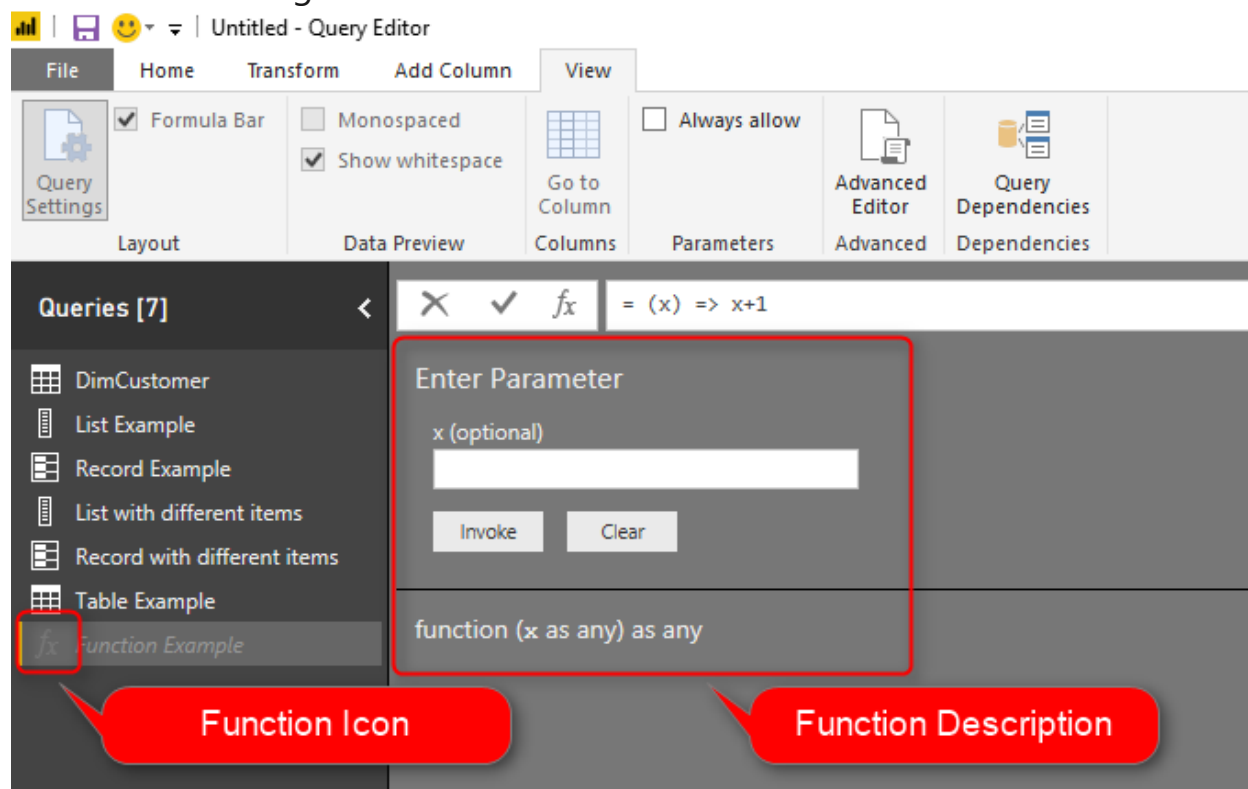 Untitled - Query Editor
File Home Transform Add Column View
Formula Bar Monospaced Always allow
Show whitespace
Query Settings Go to Column Advanced Editor Query Dependencies
Layout Data Preview Columns Parameters Advanced Dependencies
Queries [7]
fx = (x) => x+1
DimCustomer
List Example
Record Example
List with different items
Record with different items
Table Example
fx Function Example
Enter Parameter
x (optional)
Invoke Clear
function (x as any) as any
Function Icon
Function Description